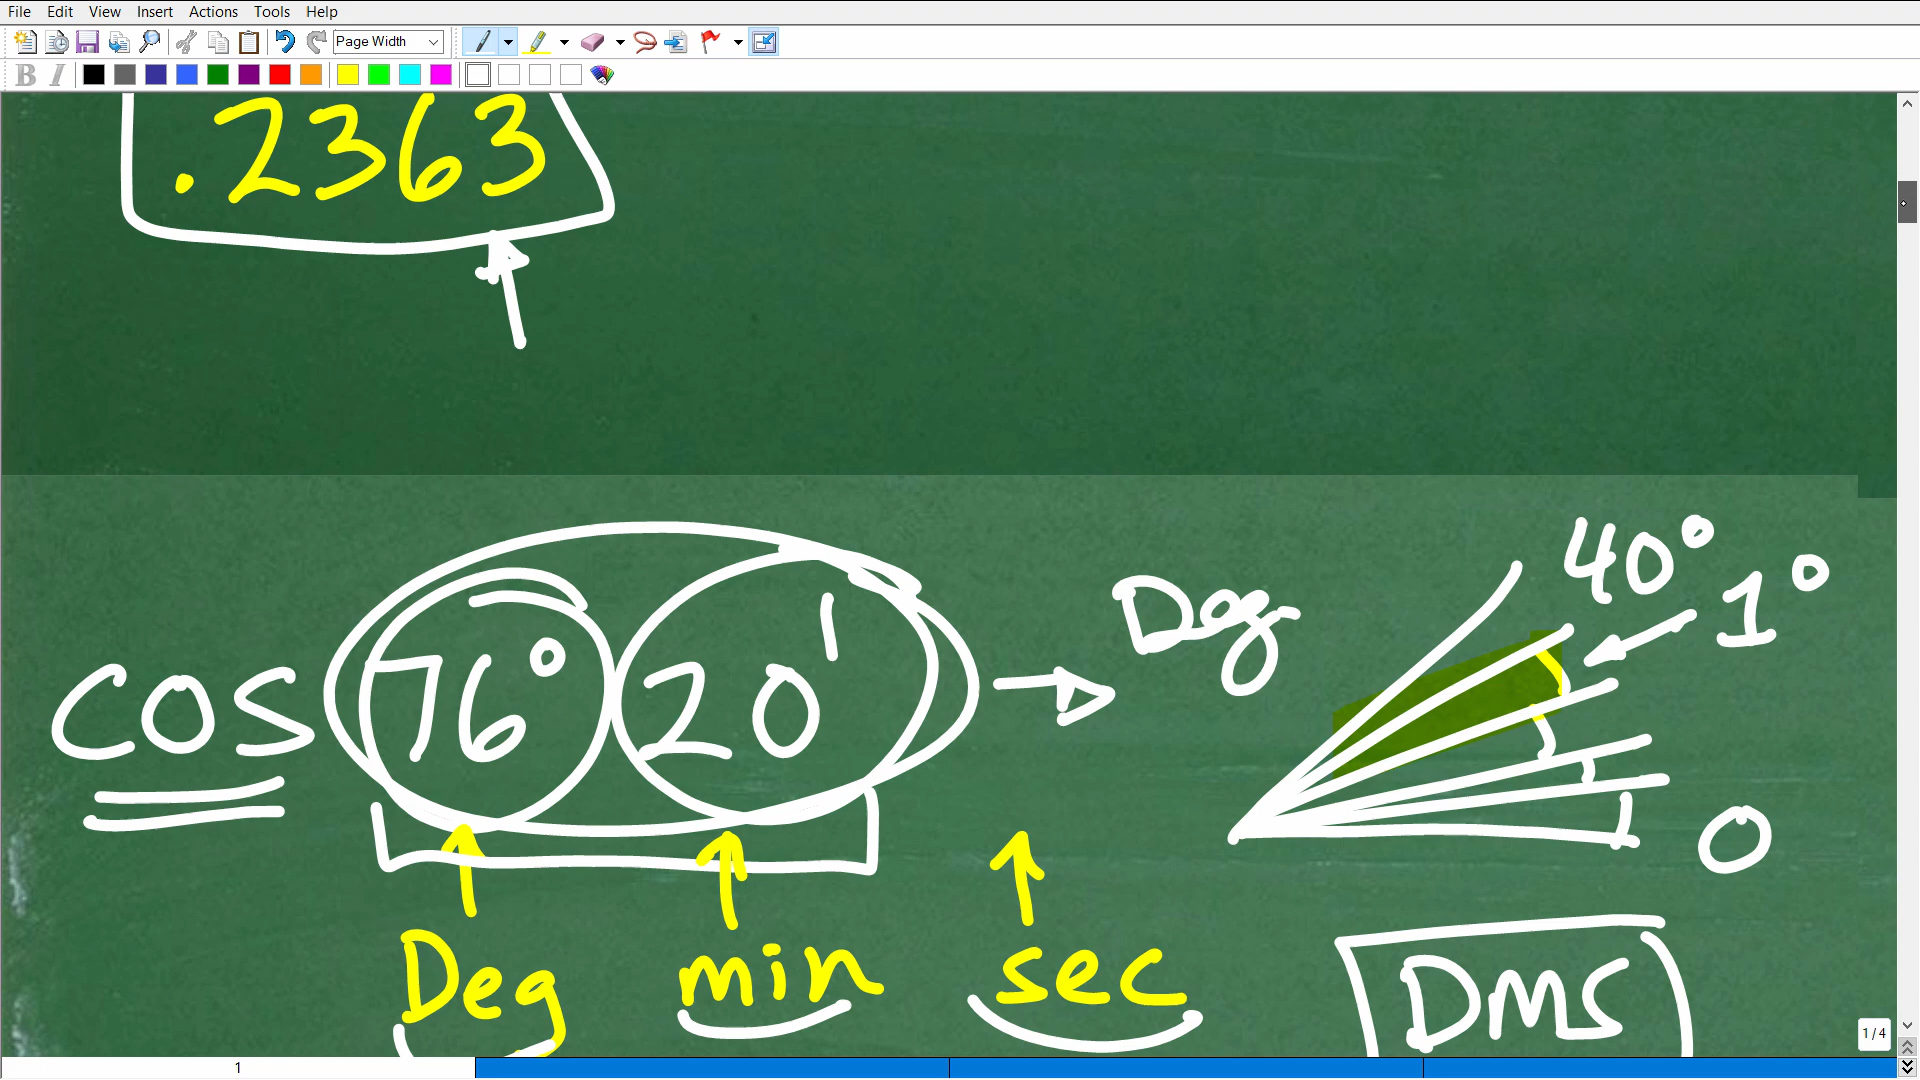 File Edit View Insert Actions Tools Help
Page Width
B I
.2363
40°
1°
Deg
cos 76° 20'
0
Deg min sec
DMS
1 / 4
1